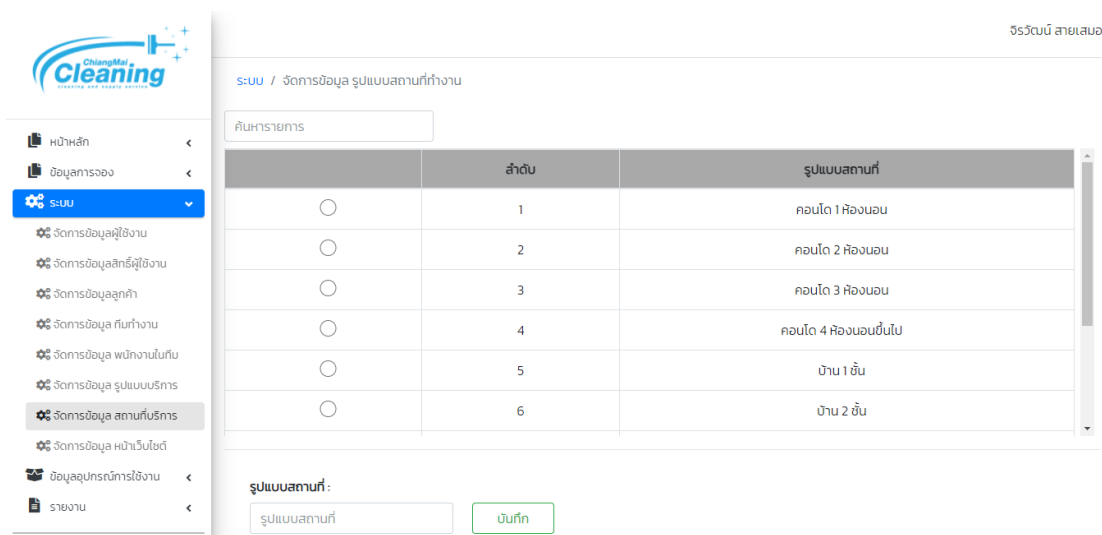 ChiangMai
Cleaning
cleaning and supply service
หน้าหลัก
ข้อมูลการจอง
ระบบ
จัดการข้อมูลผู้ใช้งาน
จัดการข้อมูลสิทธิ์ผู้ใช้งาน
จัดการข้อมูลลูกค้า
จัดการข้อมูล ทีมทำงาน
จัดการข้อมูล พนักงานในทีม
จัดการข้อมูล รูปแบบบริการ
จัดการข้อมูล สถานที่บริการ
จัดการข้อมูล หน้าเว็บไซต์
ข้อมูลอุปกรณ์การใช้งาน
รายงาน
จิรวัฒน์ สายเสมอ
ระบบ / จัดการข้อมูล รูปแบบสถานที่ทำงาน
ค้นหารายการ
ลำดับ รูปแบบสถานที่
1 คอนโด 1 ห้องนอน
2 คอนโด 2 ห้องนอน
3 คอนโด 3 ห้องนอน
4 คอนโด 4 ห้องนอนขึ้นไป
5 บ้าน 1 ชั้น
6 บ้าน 2 ชั้น
รูปแบบสถานที่ :
รูปแบบสถานที่ บันทึก